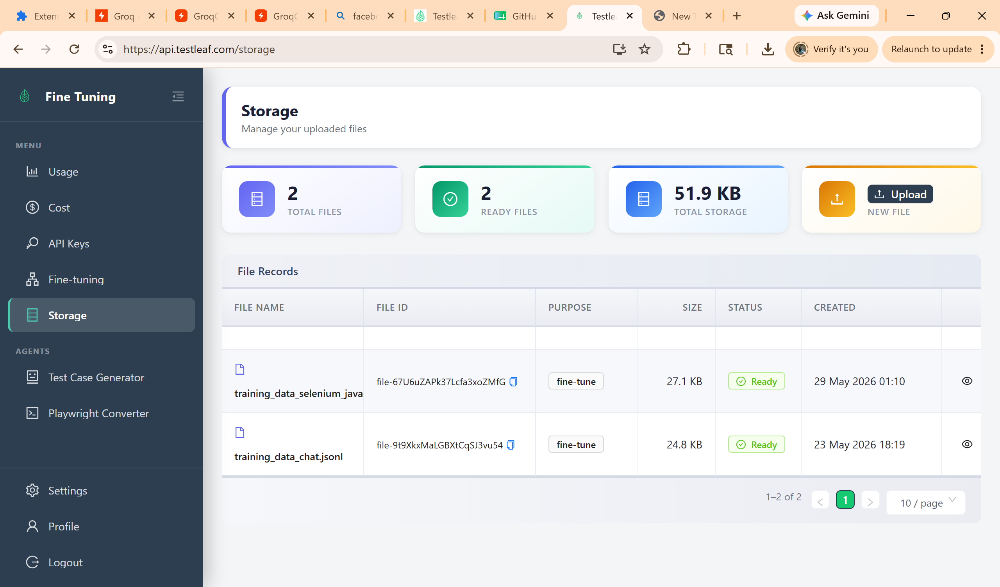 Extens
Groq i
GroqC
GroqC
facebo
Testle
GitHu
Testle
New T
Ask Gemini
https://api.testleaf.com/storage
Verify it's you
Relaunch to update
Fine Tuning
MENU
Usage
Cost
API Keys
Fine-tuning
Storage
AGENTS
Test Case Generator
Playwright Converter
Settings
Profile
Logout
Storage
Manage your uploaded files
2
TOTAL FILES
2
READY FILES
51.9 KB
TOTAL STORAGE
Upload
NEW FILE
File Records
FILE NAME FILE ID PURPOSE SIZE STATUS CREATED
training_data_selenium_java file-67U6uZAPk37Lcfa3xoZMfG fine-tune 27.1 KB Ready 29 May 2026 01:10
training_data_chat.jsonl file-9t9XkxMaLGBXtCqSJ3vu54 fine-tune 24.8 KB Ready 23 May 2026 18:19
1–2 of 2 < 1 > 10 / page